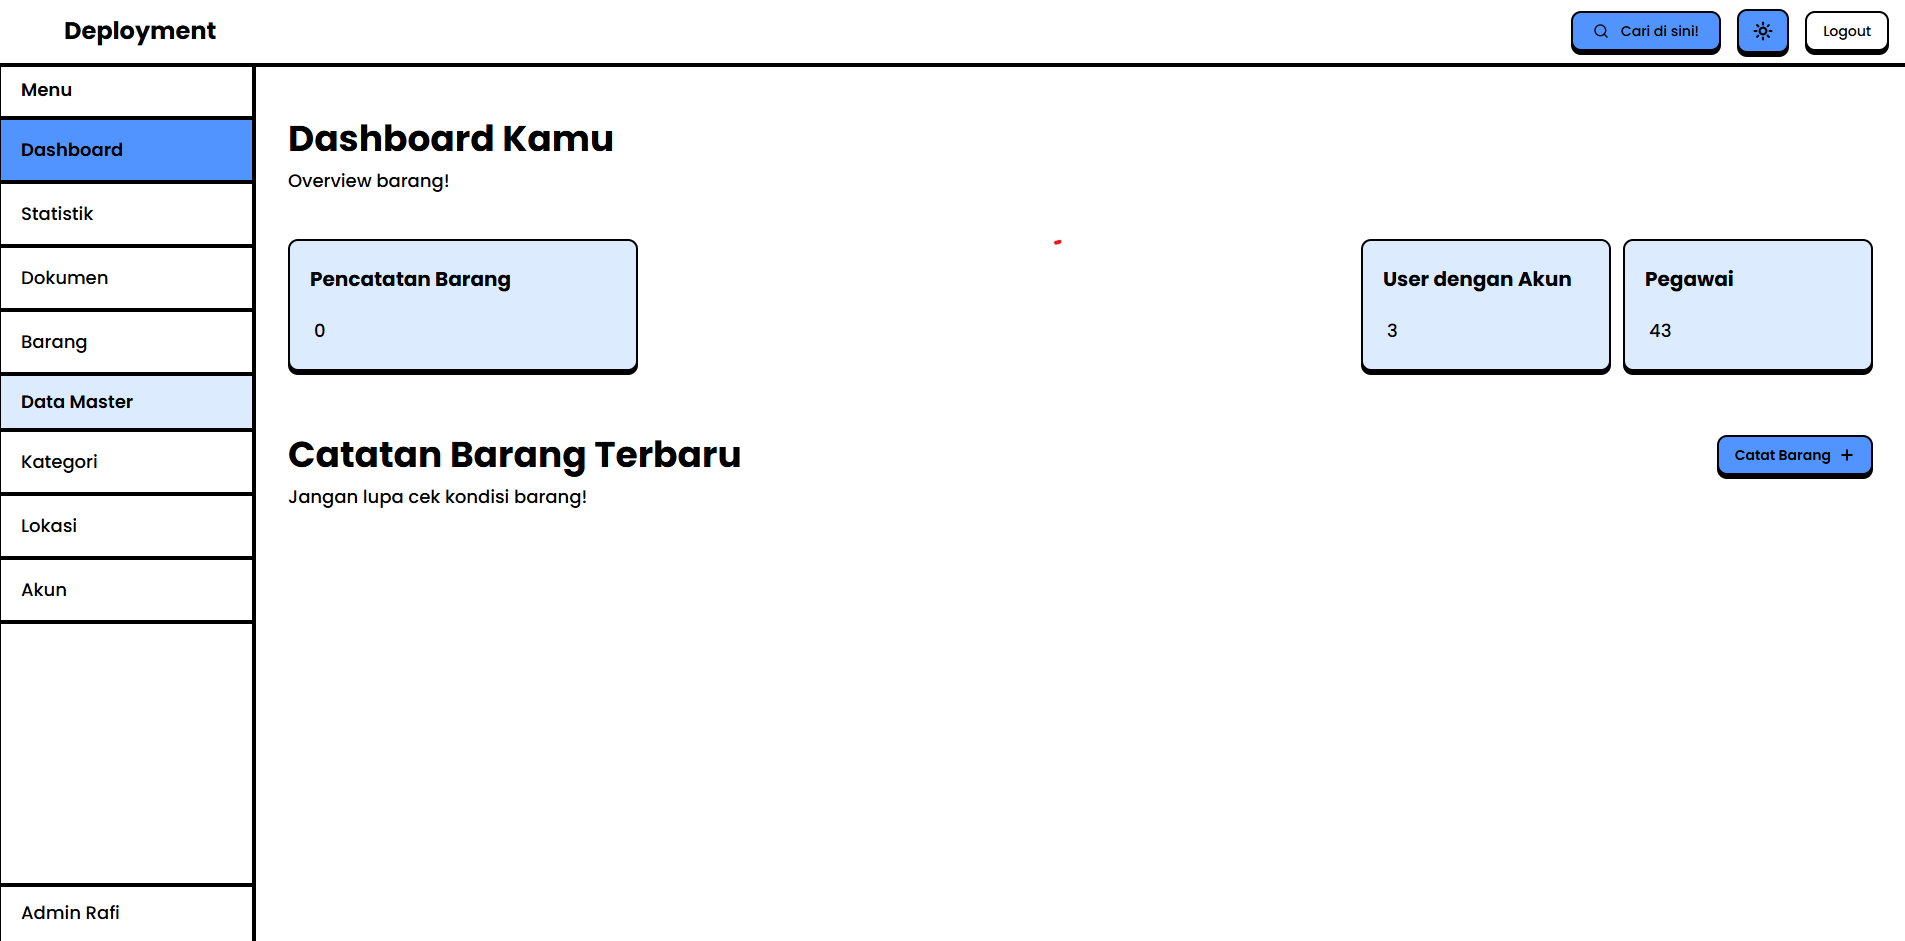 Deployment
Cari di sini!
Logout
Menu
Dashboard
Statistik
Dokumen
Barang
Data Master
Kategori
Lokasi
Akun
Admin Rafi
Dashboard Kamu
Overview barang!
Pencatatan Barang
0
User dengan Akun
3
Pegawai
43
Catatan Barang Terbaru
Jangan lupa cek kondisi barang!
Catat Barang +